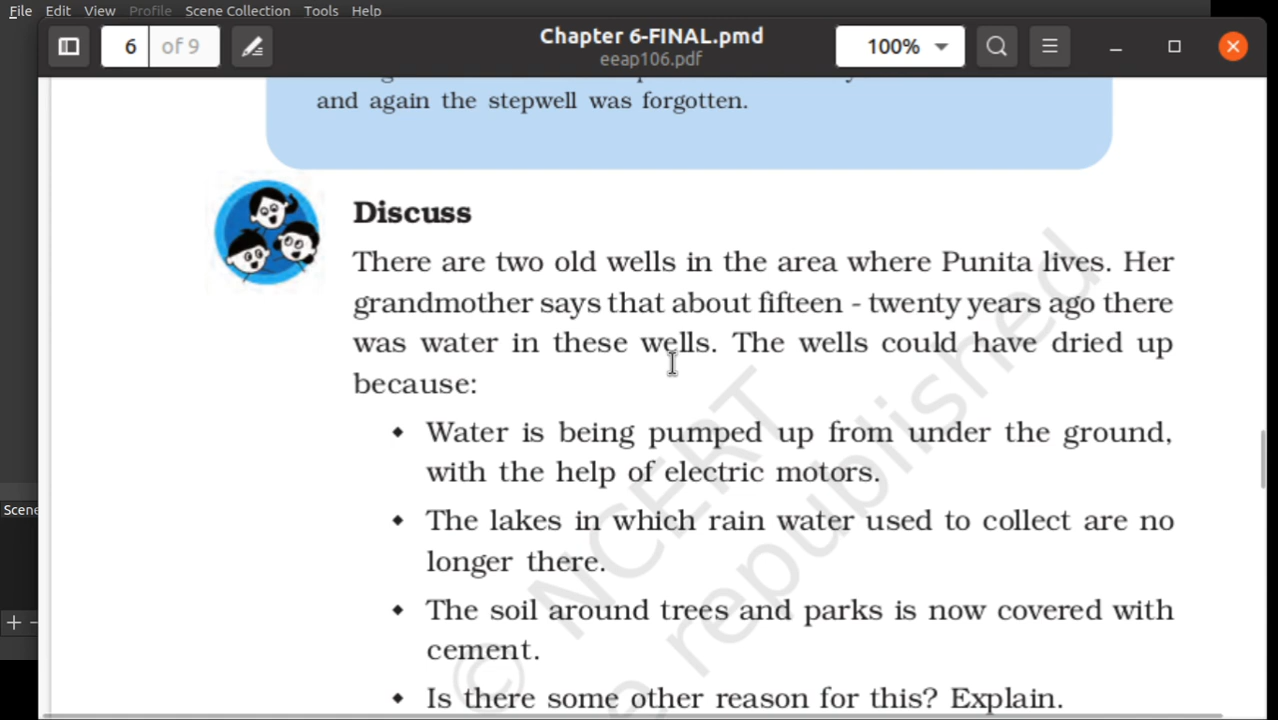 File Edit View Profile Scene Collection Tools Help
6 of 9
Chapter 6-FINAL.pmd
eeap106.pdf
100%
and again the stepwell was forgotten.
Discuss
There are two old wells in the area where Punita lives. Her
grandmother says that about fifteen - twenty years ago there
was water in these wells. The wells could have dried up
because:
Water is being pumped up from under the ground,
with the help of electric motors.
The lakes in which rain water used to collect are no
longer there.
The soil around trees and parks is now covered with
cement.
Is there some other reason for this? Explain.
Scene
© NCERT
republished